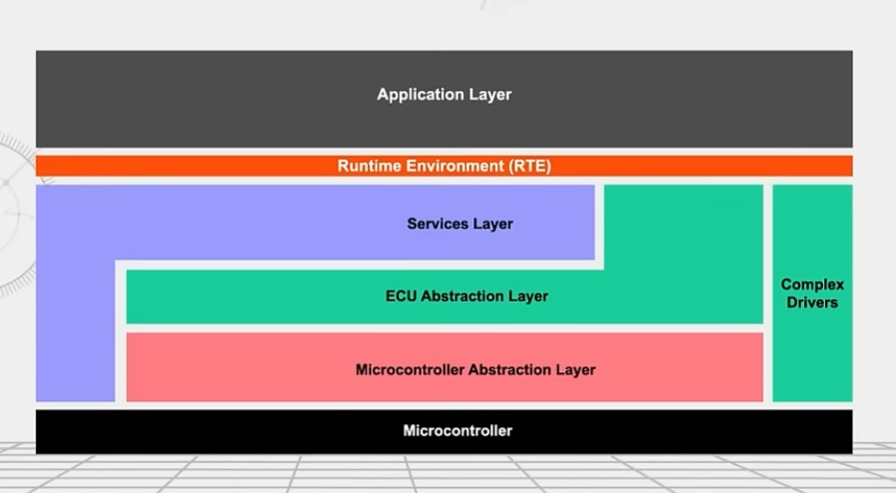 Application Layer
Runtime Environment (RTE)
Services Layer
ECU Abstraction Layer
Complex
Drivers
Microcontroller Abstraction Layer
Microcontroller